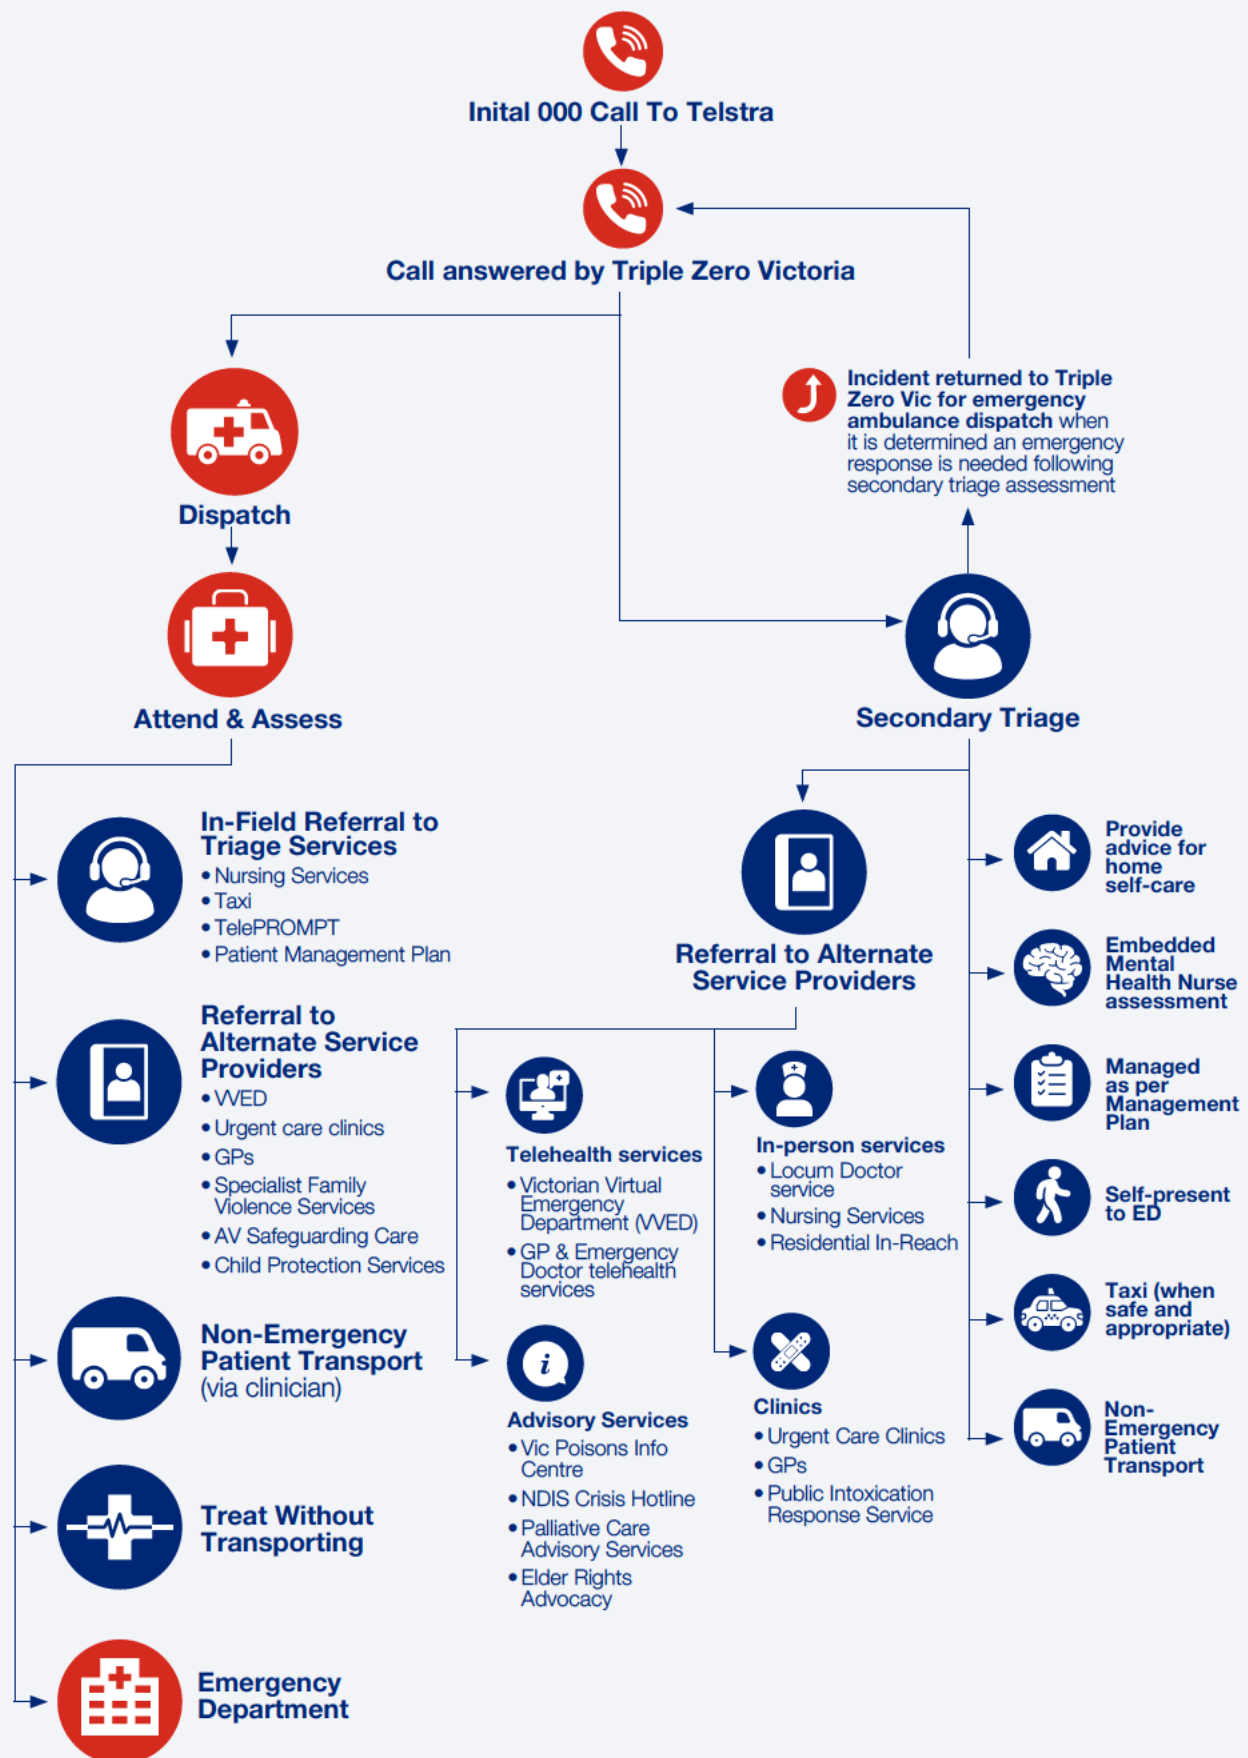 Inital 000 Call To Telstra
Call answered by Triple Zero Victoria
Incident returned to Triple
Zero Vic for emergency
ambulance dispatch when
it is determined an emergency
response is needed following
secondary triage assessment
Dispatch
Attend & Assess
Secondary Triage
In-Field Referral to
Triage Services
• Nursing Services
• Taxi
• TelePROMPT
• Patient Management Plan
Referral to
Alternate Service
Providers
• VVED
• Urgent care clinics
• GPs
• Specialist Family
Violence Services
• AV Safeguarding Care
• Child Protection Services
Non-Emergency
Patient Transport
(via clinician)
Treat Without
Transporting
Emergency
Department
Referral to Alternate
Service Providers
Telehealth services
• Victorian Virtual
Emergency
Department (VVED)
• GP & Emergency
Doctor telehealth
services
Advisory Services
• Vic Poisons Info
Centre
• NDIS Crisis Hotline
• Palliative Care
Advisory Services
• Elder Rights
Advocacy
In-person services
• Locum Doctor
service
• Nursing Services
• Residential In-Reach
Clinics
• Urgent Care Clinics
• GPs
• Public Intoxication
Response Service
Provide
advice for
home
self-care
Embedded
Mental
Health Nurse
assessment
Managed
as per
Management
Plan
Self-present
to ED
Taxi (when
safe and
appropriate)
Non-
Emergency
Patient
Transport